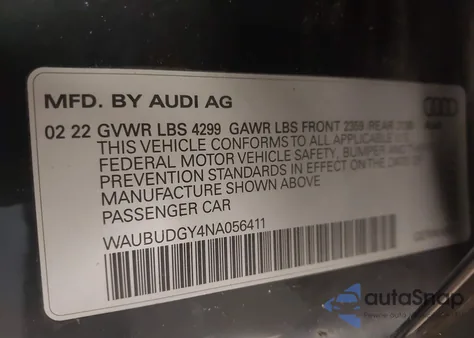 MFD. BY AUDI AG
02 22 GVWR LBS 4299 GAWR LBS FRONT 2359 REAR
THIS VEHICLE CONFORMS TO ALL APPLICABLE
FEDERAL MOTOR VEHICLE SAFETY, BUMPER AND THEFT
PREVENTION STANDARDS IN EFFECT ON THE DATE OF
MANUFACTURE SHOWN ABOVE
PASSENGER CAR
WAUBUDGY4NA056411
autaSnap